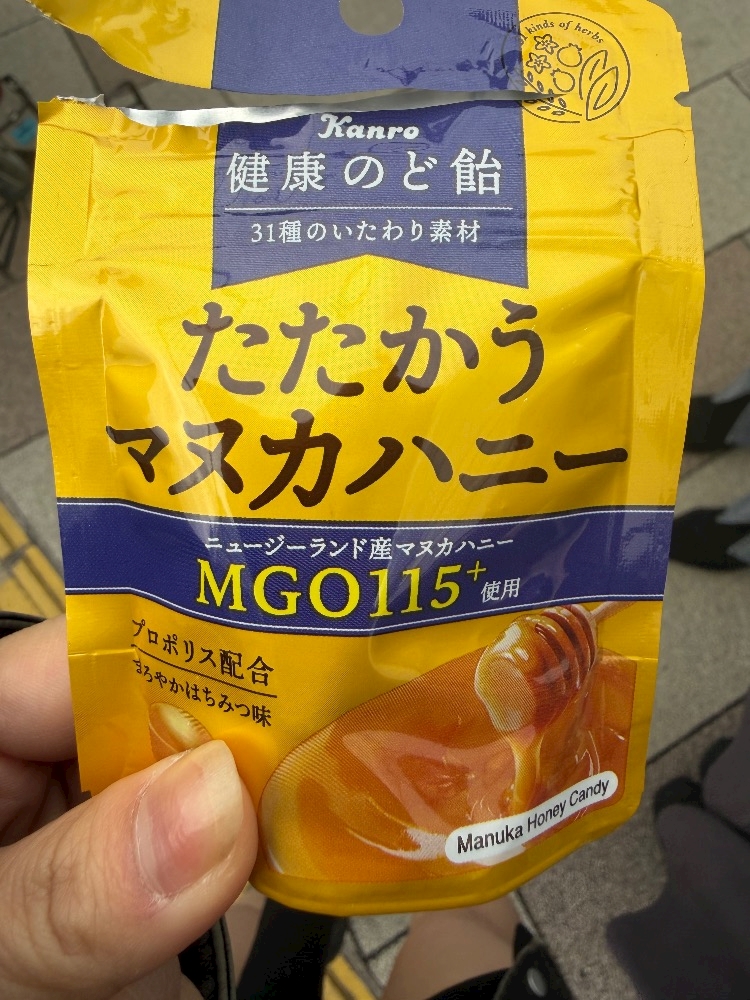 kinds of herbs
Kanro
健康のど飴
31種のいたわり素材
たたかう
マヌカハニー
ニュージーランド産マヌカハニー
MGO115+使用
プロポリス配合
まろやかはちみつ味
Manuka Honey Candy